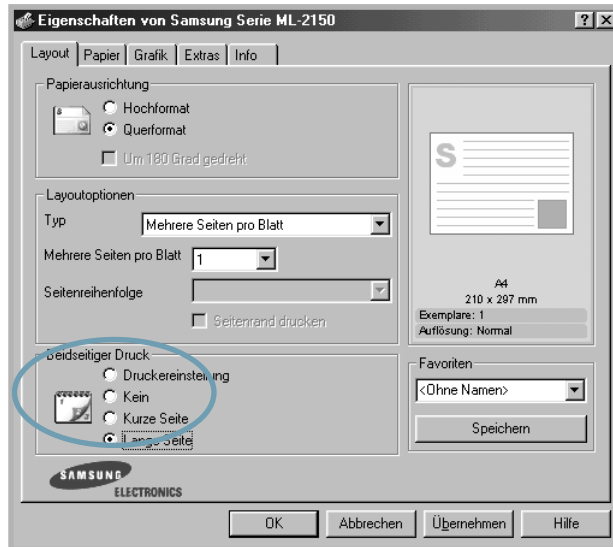 Eigenschaften von Samsung Serie ML-2150
Layout Papier Grafik Extras Info
Papierausrichtung
Hochformat
Querformat
Um 180 Grad gedreht
Layoutoptionen
Typ Mehrere Seiten pro Blatt
Mehrere Seiten pro Blatt 1
Seitenreihenfolge
Seitenrand drucken
Beidseitiger Druck
Druckereinstellung
Kein
Kurze Seite
Lange Seite
S
A4
210 x 297 mm
Exemplare: 1
Auflösung: Normal
Favoriten
<Ohne Namen>
Speichern
SAMSUNG
ELECTRONICS
OK Abbrechen Übernehmen Hilfe